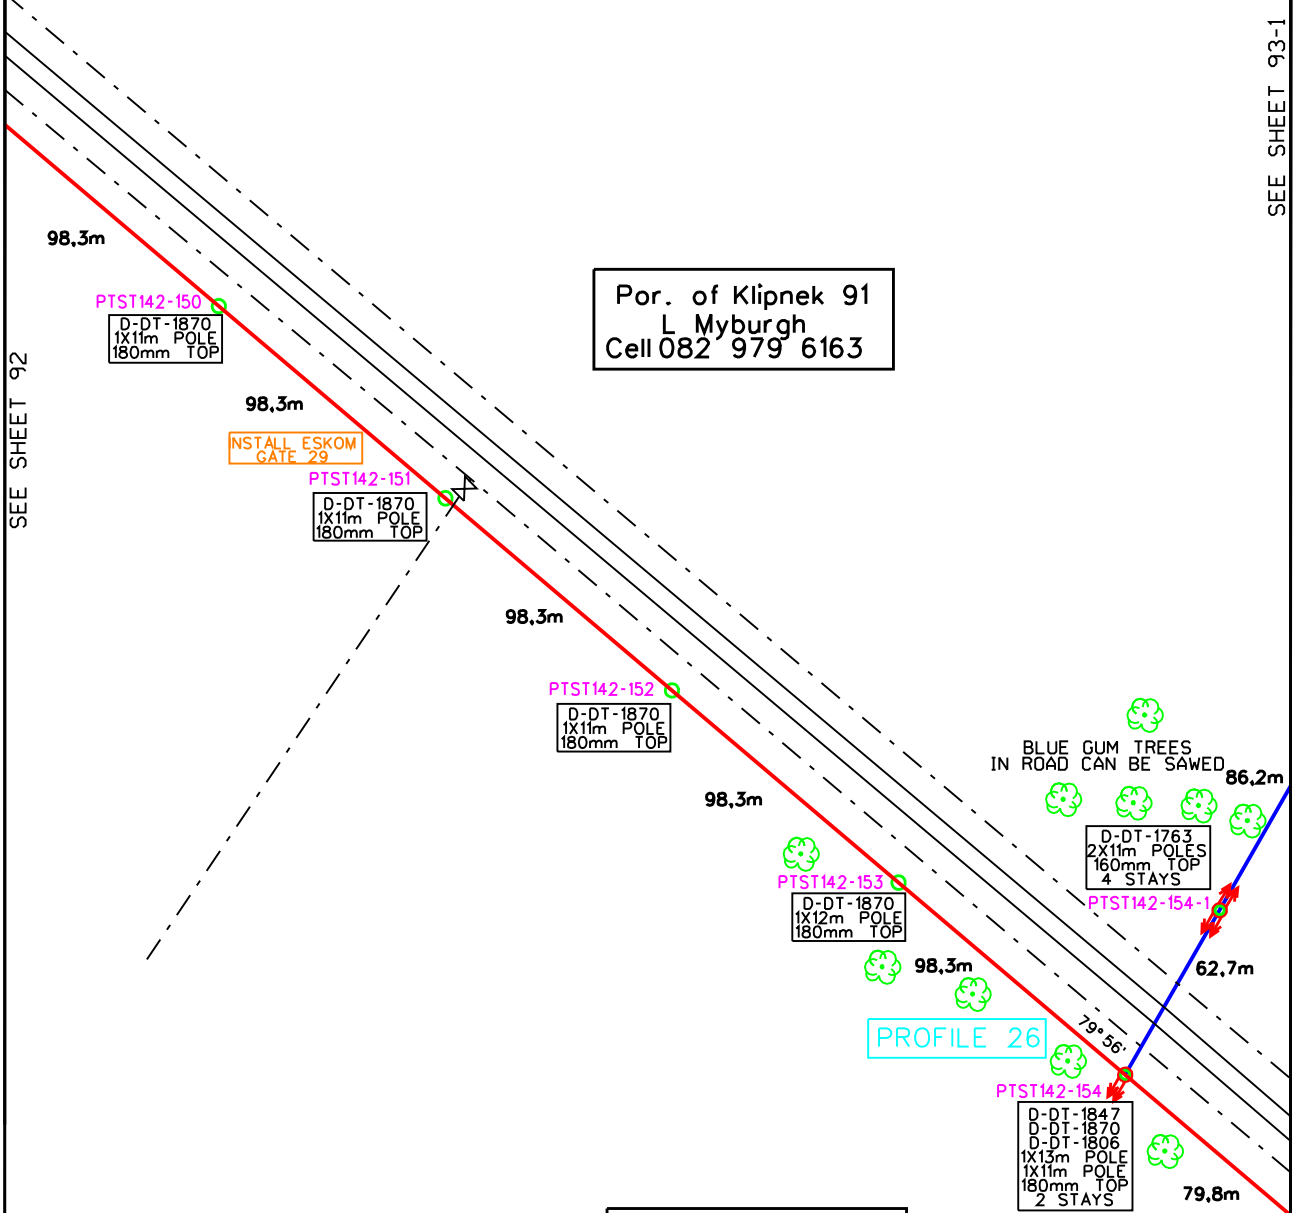 SEE SHEET 93-1
98,3m
PTST142-150
D-DT-1870
1X11m POLE
180mm TOP
Por. of Klipnek 91
L Myburgh
Cell 082 979 6163
SEE SHEET 92
98,3m
NSTALL ESKOM
GATE 29
PTST142-151
D-DT-1870
1X11m POLE
180mm TOP
98,3m
PTST142-152
D-DT-1870
1X11m POLE
180mm TOP
BLUE GUM TREES
IN ROAD CAN BE SAWED
86,2m
98,3m
D-DT-1763
2X11m POLES
160mm TOP
4 STAYS
PTST142-153
D-DT-1870
1X12m POLE
180mm TOP
PTST142-154-1
98,3m
62,7m
PROFILE 26
79°56'
PTST142-154
D-DT-1847
D-DT-1870
D-DT-1806
1X13m POLE
1X11m POLE
180mm TOP
2 STAYS
79,8m